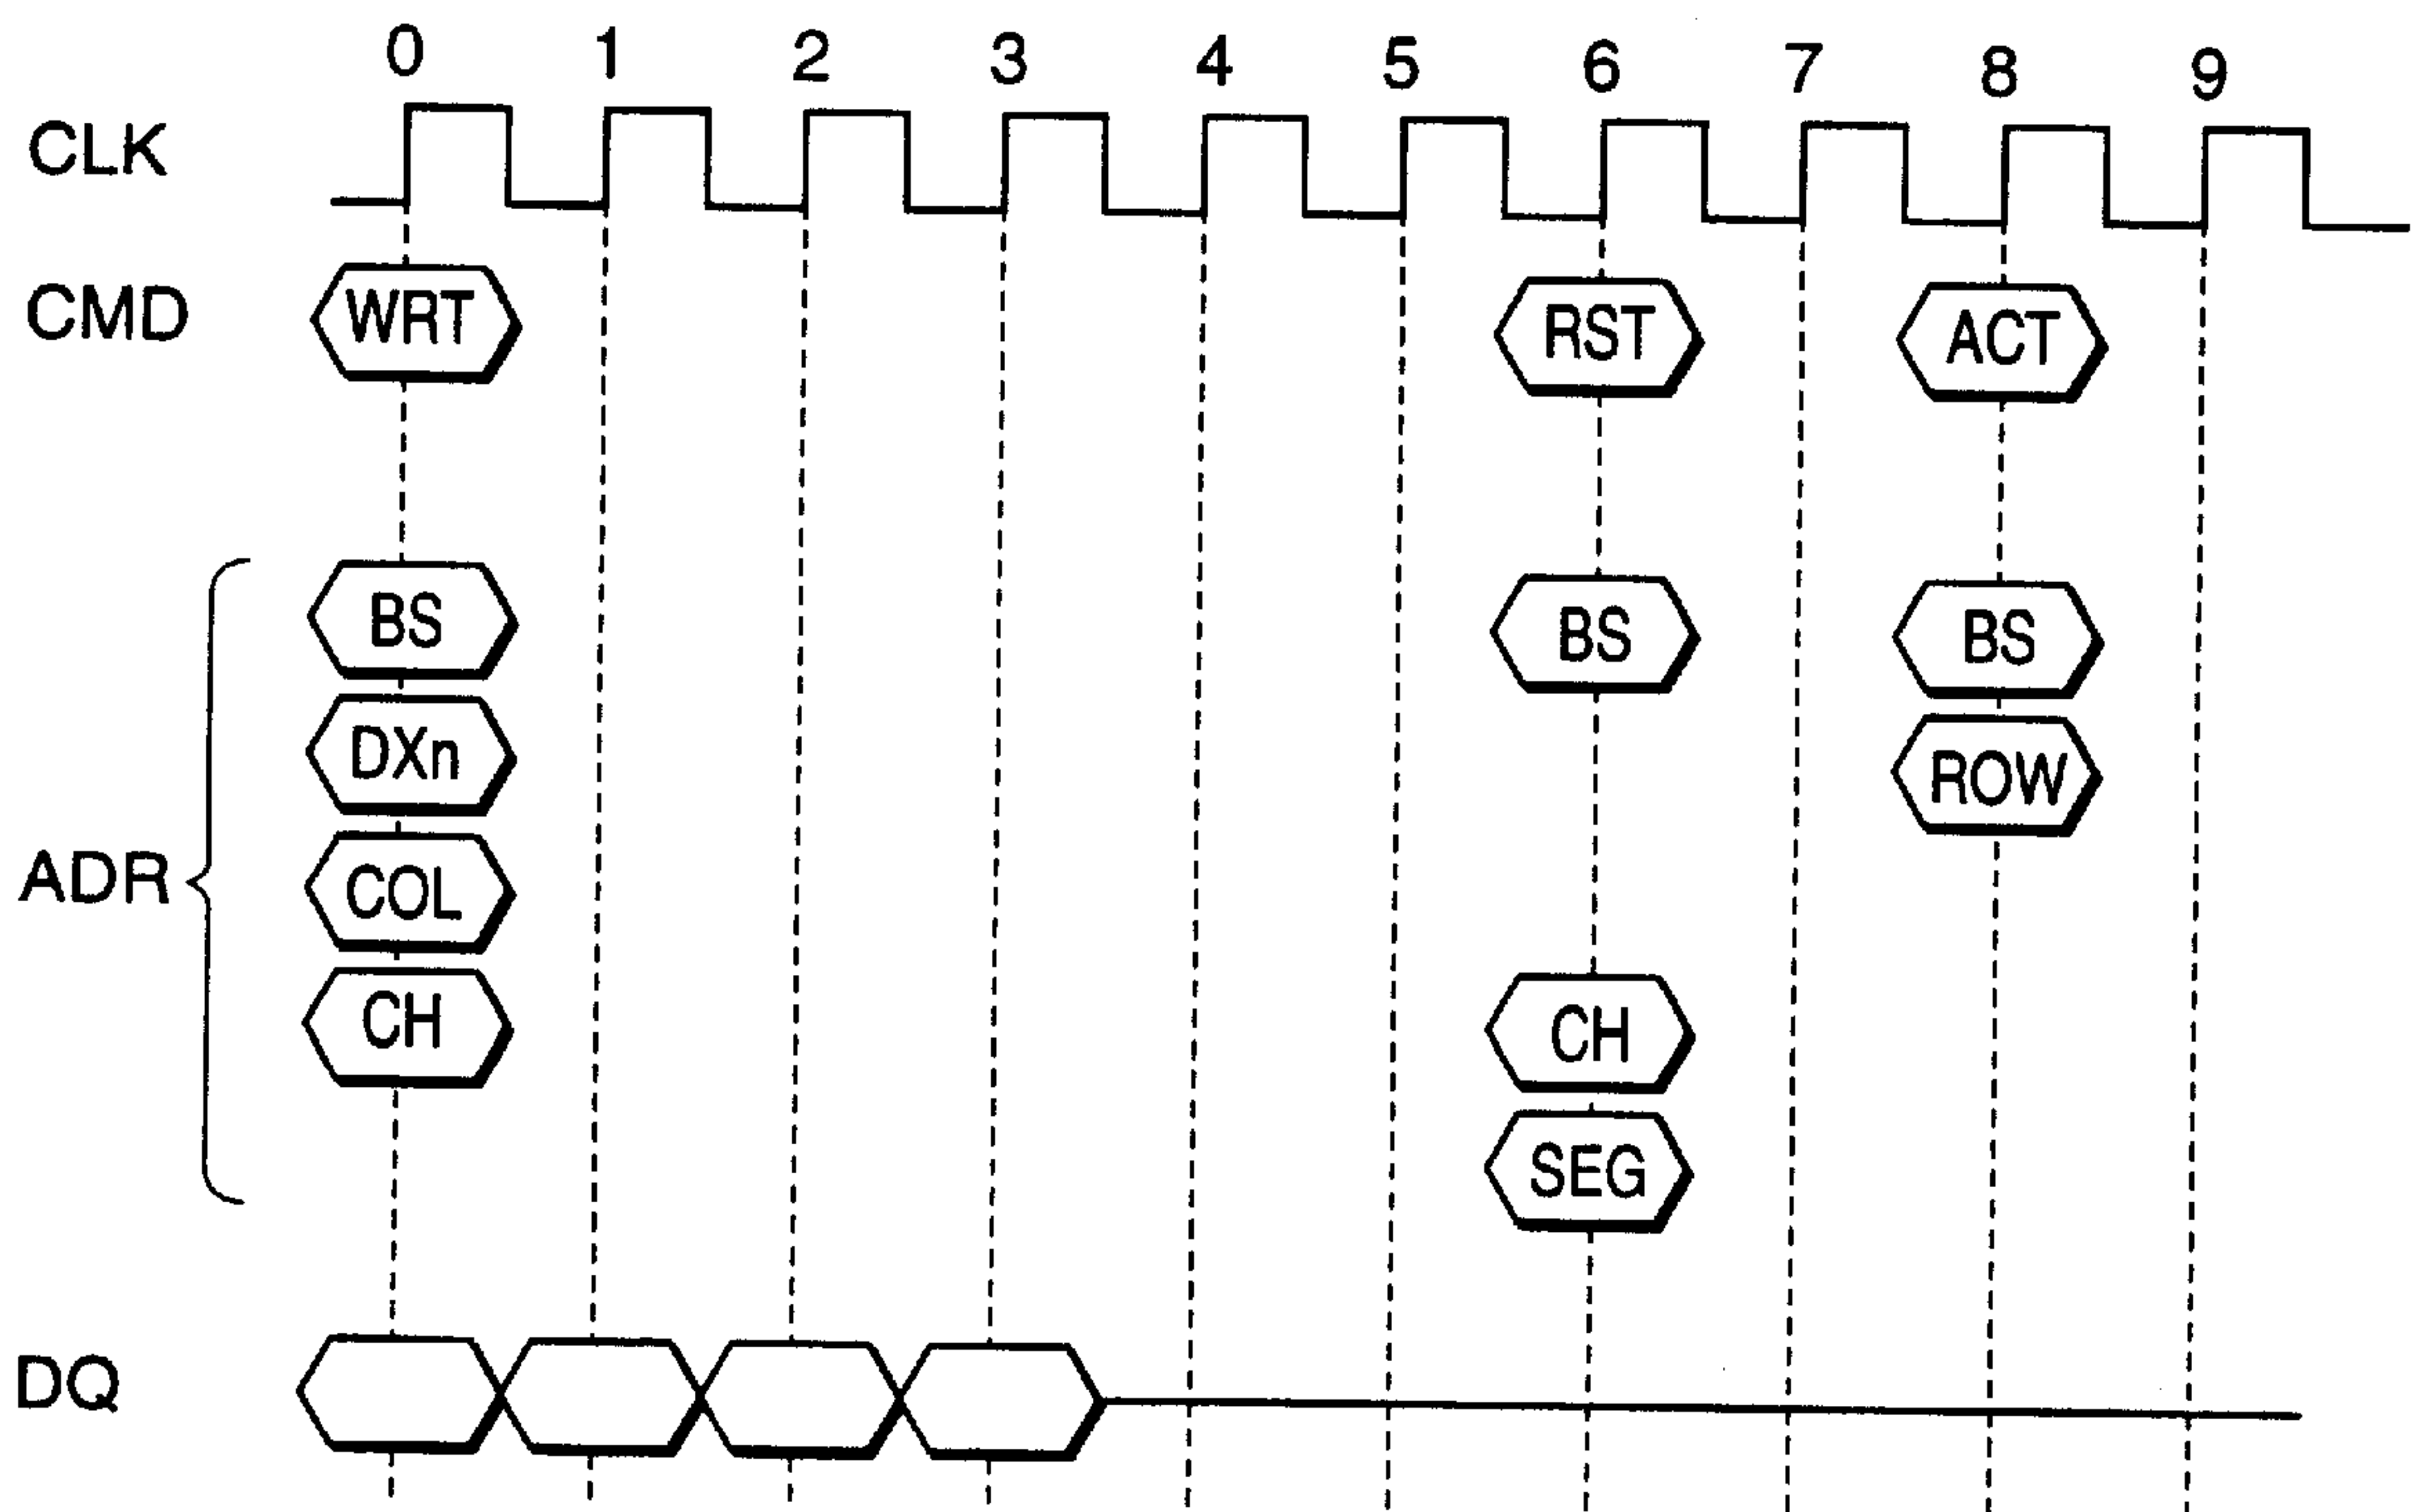 0 1 2 3 4 5 6 7 8 9
CLK
CMD WRT RST ACT
BS BS BS
DXn ROW
ADR COL
CH CH
SEG
DQ